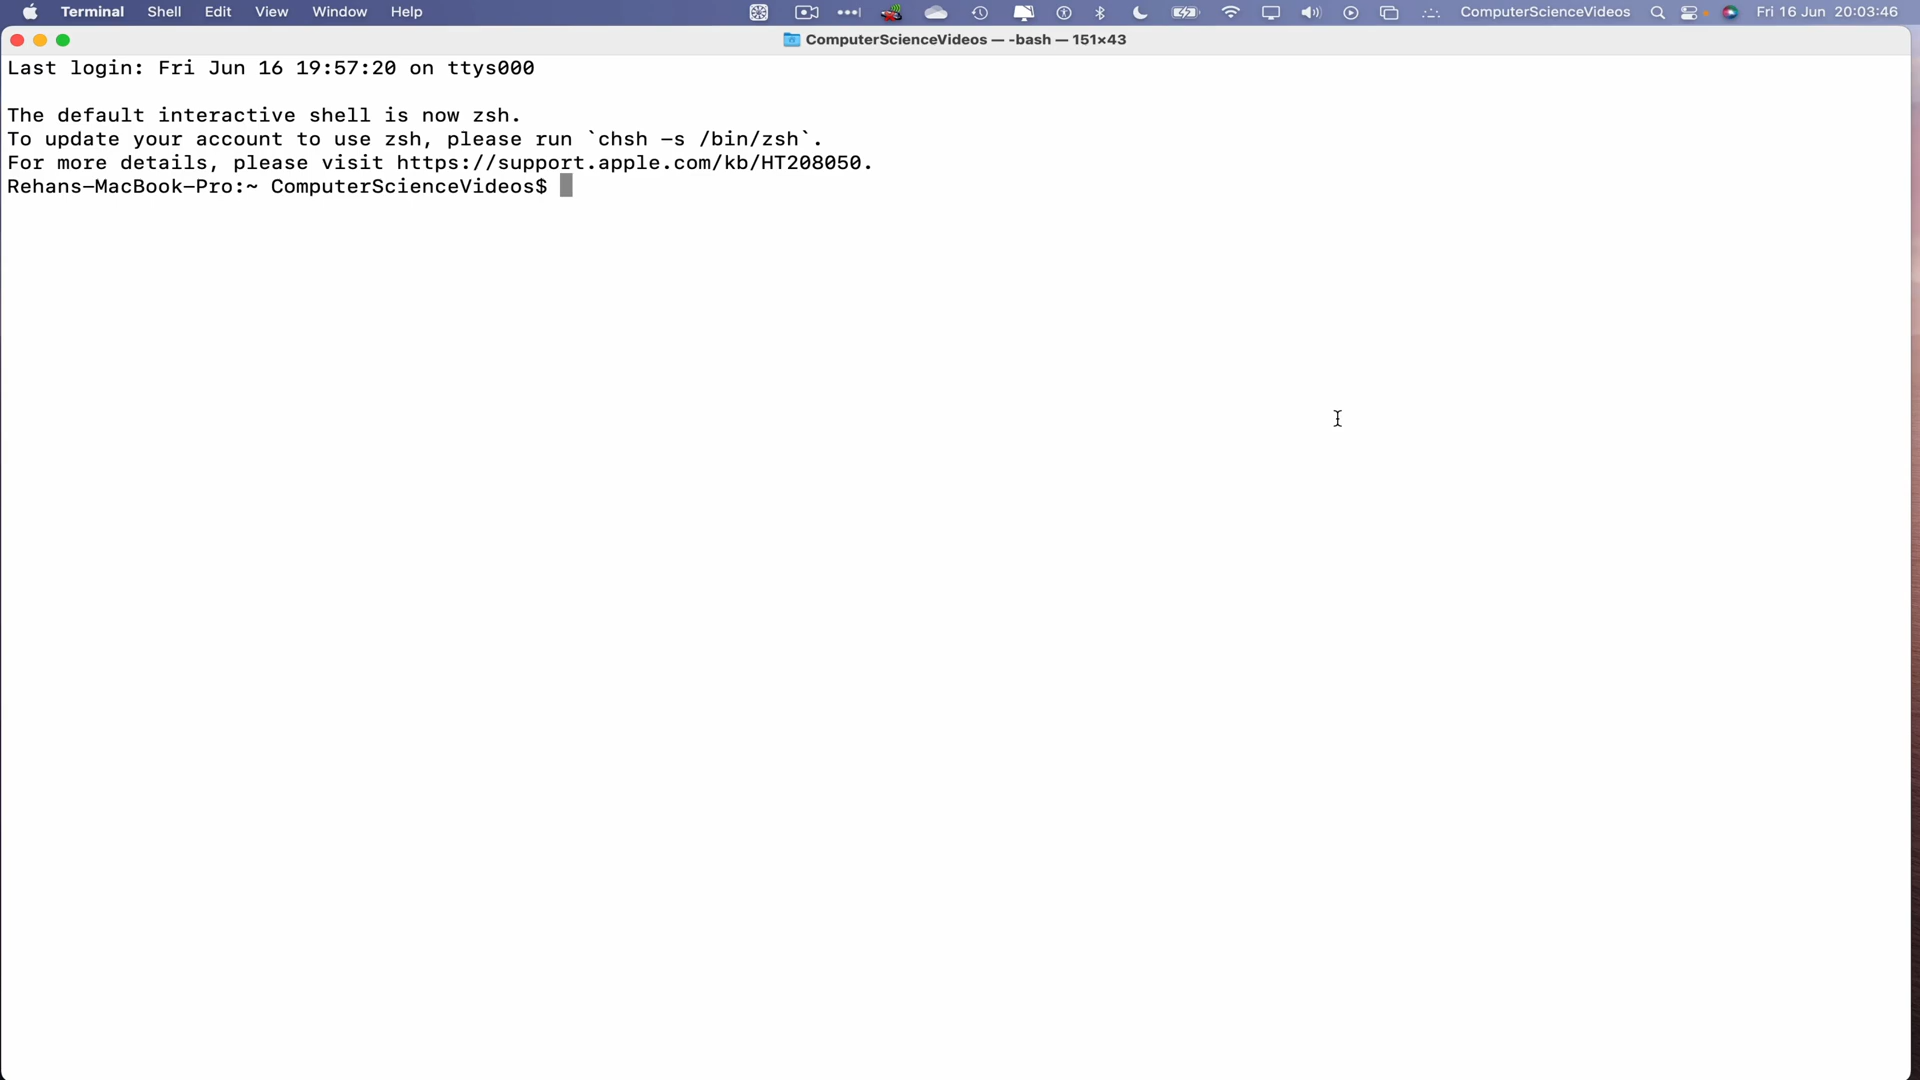 Terminal Shell Edit View Window Help ComputerScienceVideos Fri 16 Jun 20:03:46
ComputerScienceVideos — -bash — 151×43
Last login: Fri Jun 16 19:57:20 on ttys000
The default interactive shell is now zsh.
To update your account to use zsh, please run `chsh -s /bin/zsh`.
For more details, please visit https://support.apple.com/kb/HT208050.
Rehans-MacBook-Pro:~ ComputerScienceVideos$